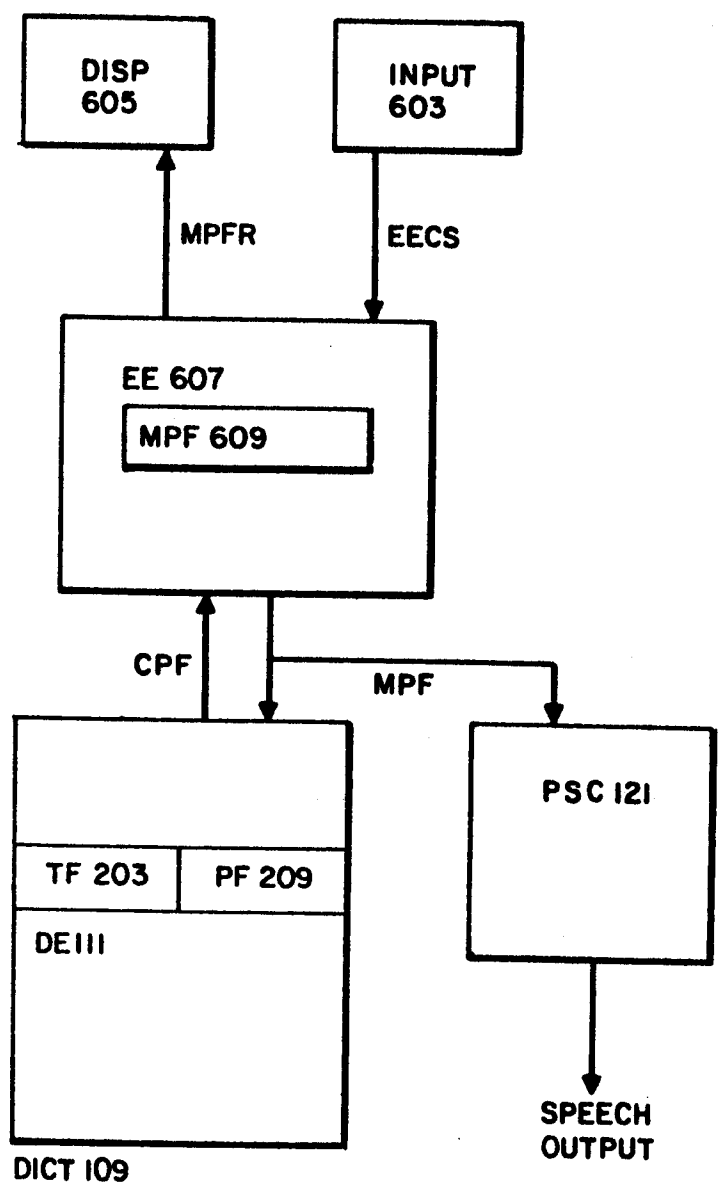 DISP
605
INPUT
603
MPFR
EECS
EE 607
MPF 609
CPF
MPF
PSC 121
TF 203
PF 209
DE111
SPEECH
OUTPUT
DICT 109